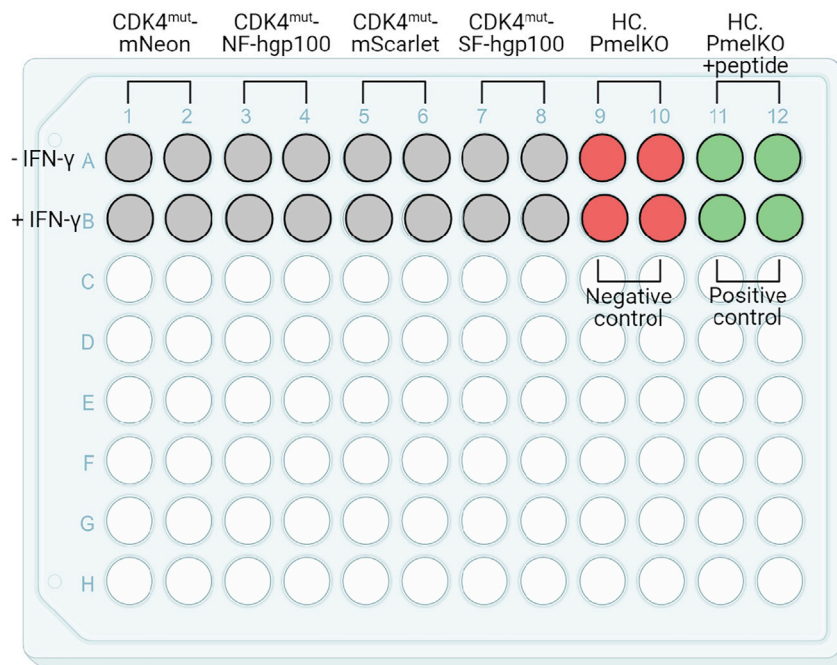 CDK4mut-
mNeon
CDK4mut-
NF-hgp100
CDK4mut-
mScarlet
CDK4mut-
SF-hgp100
HC.
PmelKO
HC.
PmelKO
+peptide
1 2 3 4 5 6 7 8 9 10 11 12
- IFN-γ A
+ IFN-γ B
C
Negative
control
Positive
control
D
E
F
G
H